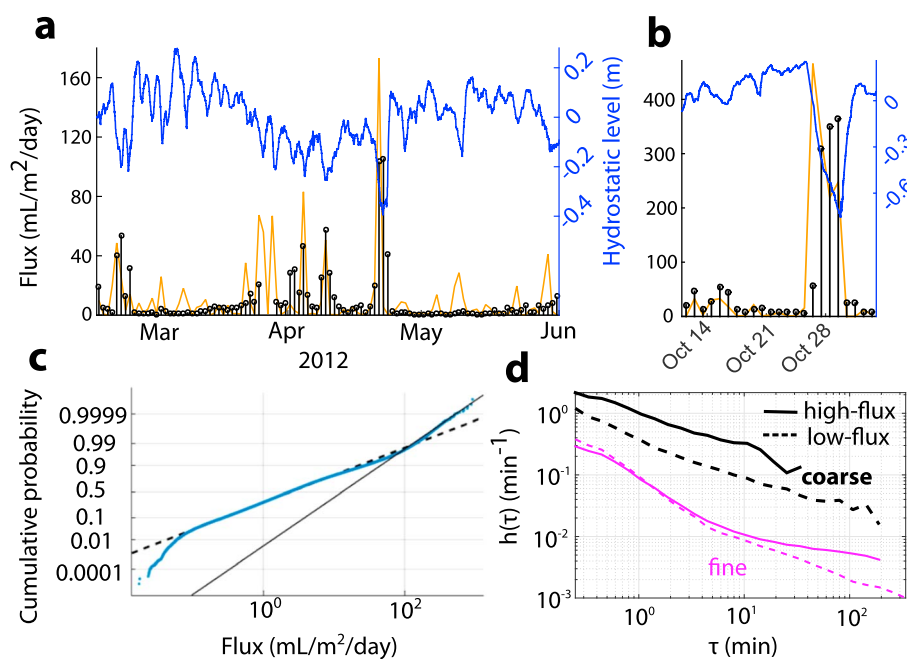 a
b
Flux (mL/m²/day)
160
120
80
40
0
0.2
0
-0.2
-0.4
Hydrostatic level (m)
Mar
Apr
May
Jun
2012
400
300
200
100
0
0
-0.3
-0.6
Oct 14
Oct 21
Oct 28
c
Cumulative probability
0.9999
0.99
0.9
0.5
0.1
0.01
0.0001
10⁰
10²
Flux (mL/m²/day)
d
h(τ) (min⁻¹)
10⁰
10⁻¹
10⁻²
10⁻³
high-flux
low-flux
coarse
fine
10⁰
10¹
10²
τ (min)